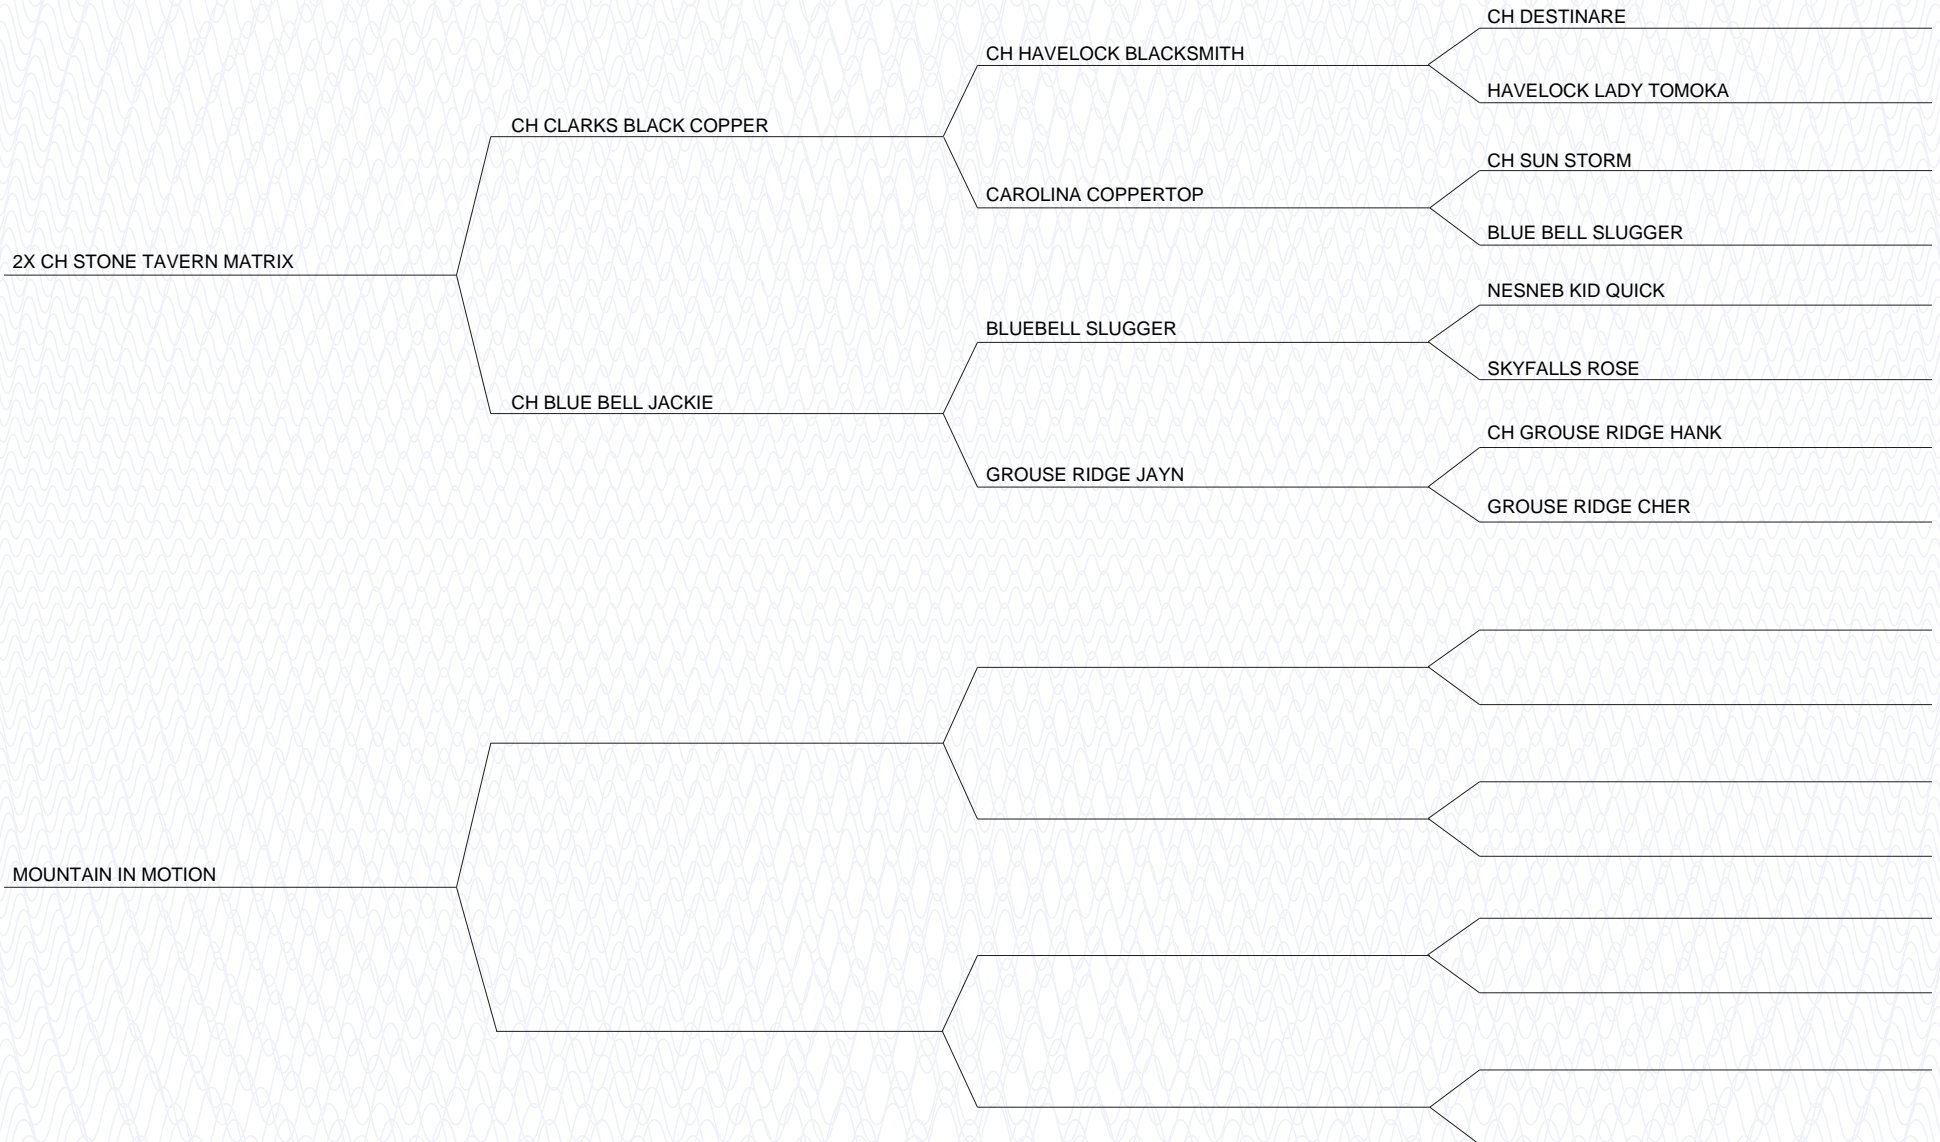 CH DESTINARE
CH HAVELOCK BLACKSMITH
HAVELOCK LADY TOMOKA
CH CLARKS BLACK COPPER
CH SUN STORM
CAROLINA COPPERTOP
BLUE BELL SLUGGER
2X CH STONE TAVERN MATRIX
NESNEB KID QUICK
BLUEBELL SLUGGER
SKYFALLS ROSE
CH BLUE BELL JACKIE
CH GROUSE RIDGE HANK
GROUSE RIDGE JAYN
GROUSE RIDGE CHER
MOUNTAIN IN MOTION